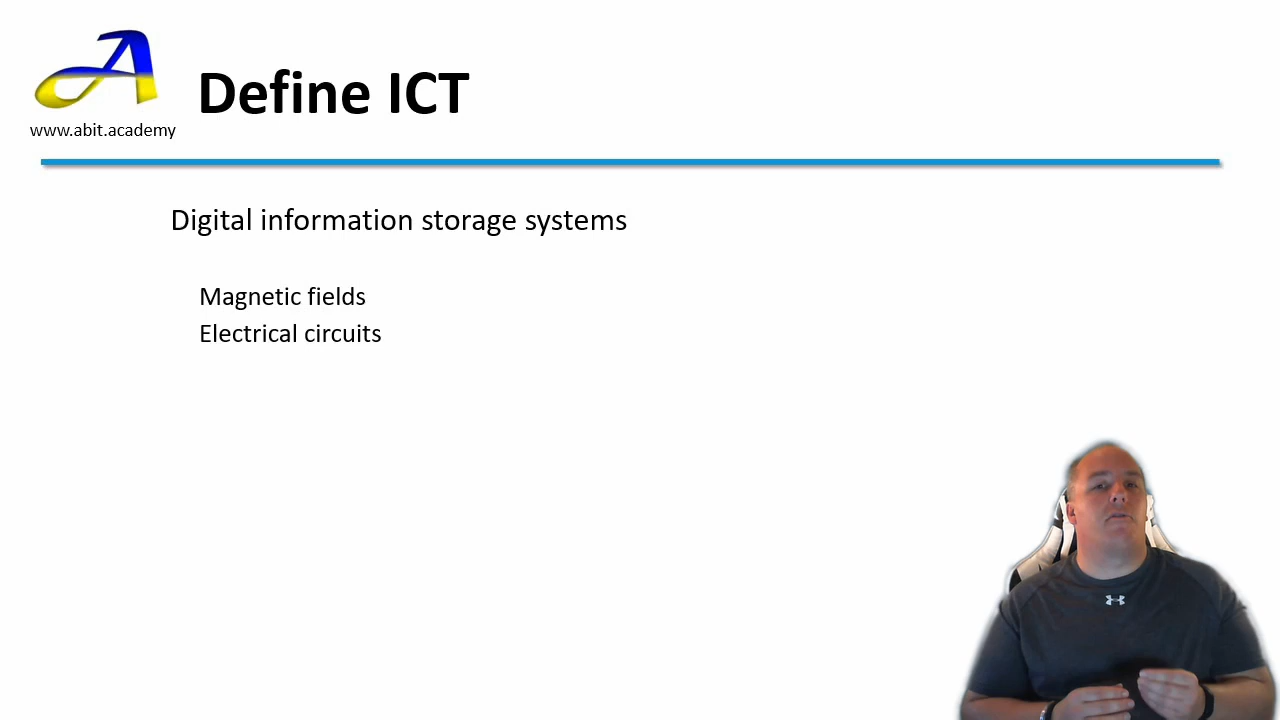 Define ICT
www.abit.academy
Digital information storage systems
Magnetic fields
Electrical circuits